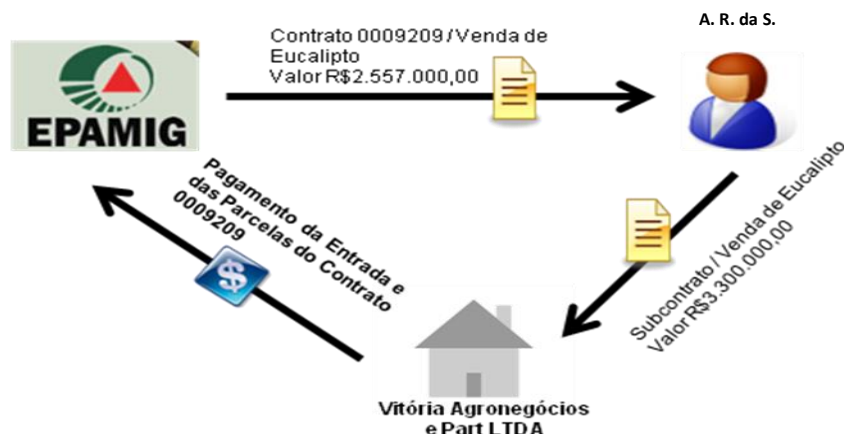 A. R. da S.
Contrato 0009209 / Venda de
Eucalipto
Valor R$2.557.000,00
EPAMIG
Pagamento da Entrada e
das Parcelas do Contrato
0009209
$
Subcontrato / Venda de Eucalipto
Valor R$3.300.000,00
Vitória Agronegócios
e Part LTDA